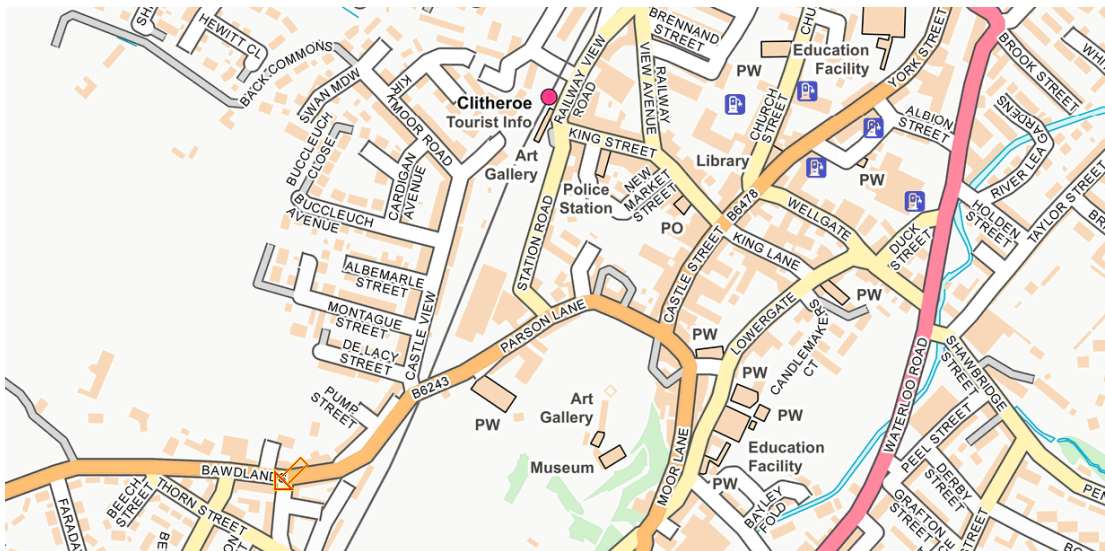 HEWITT CL
BACK COMMONS
SWAN MDW
KIRKMOOR ROAD
BUCCLEUCH
CLOSE
CARDIGAN
AVENUE
BUCCLEUCH
AVENUE
ALBEMARLE
STREET
MONTAGUE
STREET
DE LACY
STREET
CASTLE VIEW
PUMP
STREET
B6243
PARSON LANE
BAWDLANDS
BEECH
STREET
THORN STREET
FARADAY
Clitheroe
Tourist Info
RAILWAY VIEW
ROAD
BRENNAND
STREET
RAILWAY
VIEW AVENUE
KING STREET
Art
Gallery
Police
Station
NEW
MARKET
STREET
PO
STATION ROAD
PW
Education
Facility
CHURCH
STREET
Library
YORK STREET
ALBION
STREET
PW
BROOK STREET
RIVER LEA
GARDENS
HOLDEN
STREET
TAYLOR STREET
B6478
WELLGATE
DUCK
STREET
KING LANE
CASTLE STREET
LOWERGATE
CANDLEMAKERS
CT
PW
PW
PW
PW
PW
Education
Facility
PW
BAYLEY
FOLD
MOOR LANE
Art
Gallery
Museum
PW
WATERLOO ROAD
SHAWBRIDGE
STREET
PEEL STREET
DERBY
STREET
GRAFTON
STREET
PEN